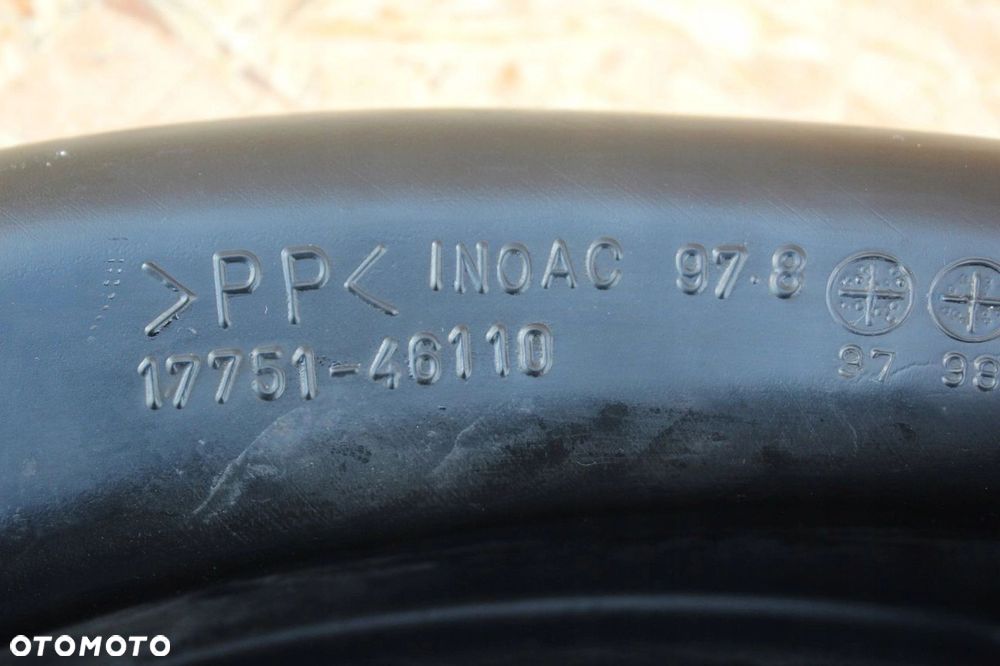 >PP< INOAC 97.8
17751-46110
97 98
OTOMOTO